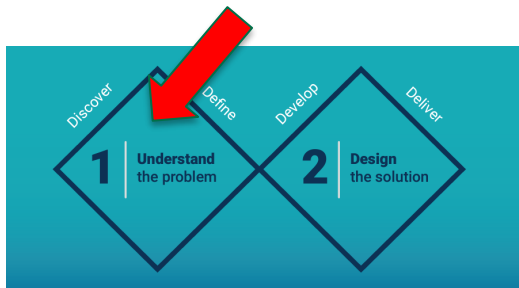 Discover
Define
Develop
Deliver
1
Understand
the problem
2
Design
the solution